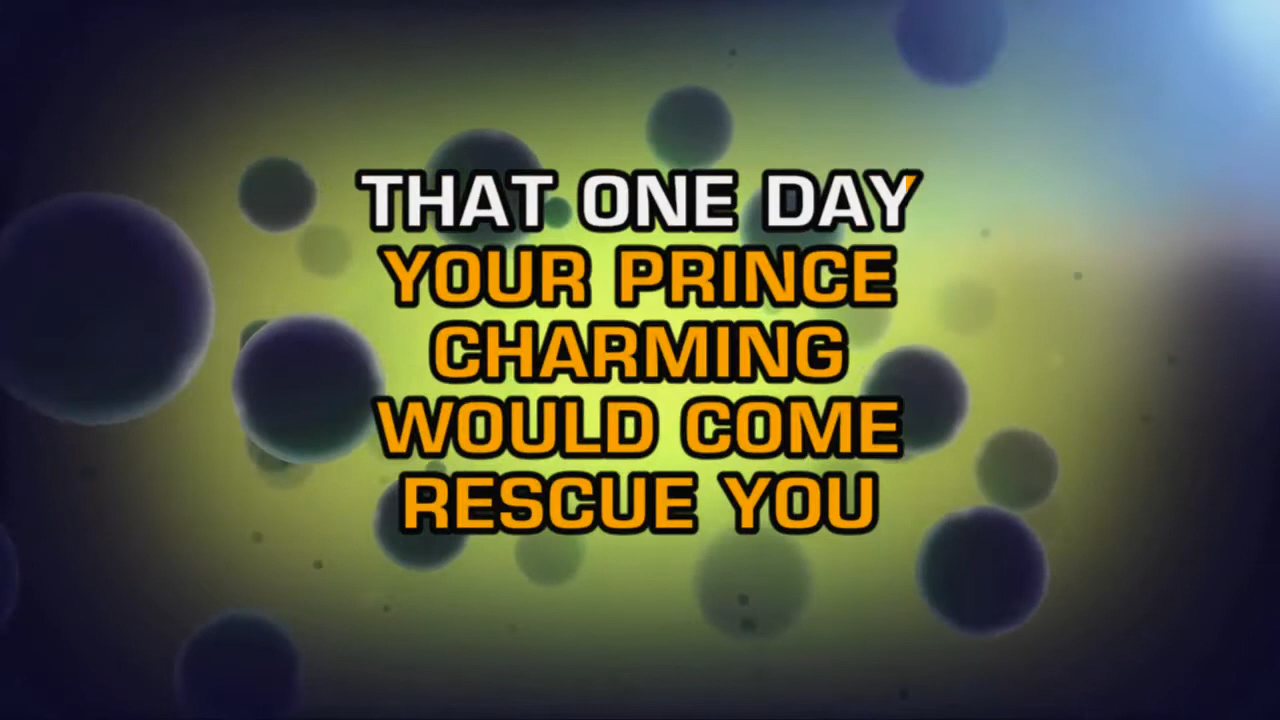 THAT ONE DAY
YOUR PRINCE
CHARMING
WOULD COME
RESCUE YOU